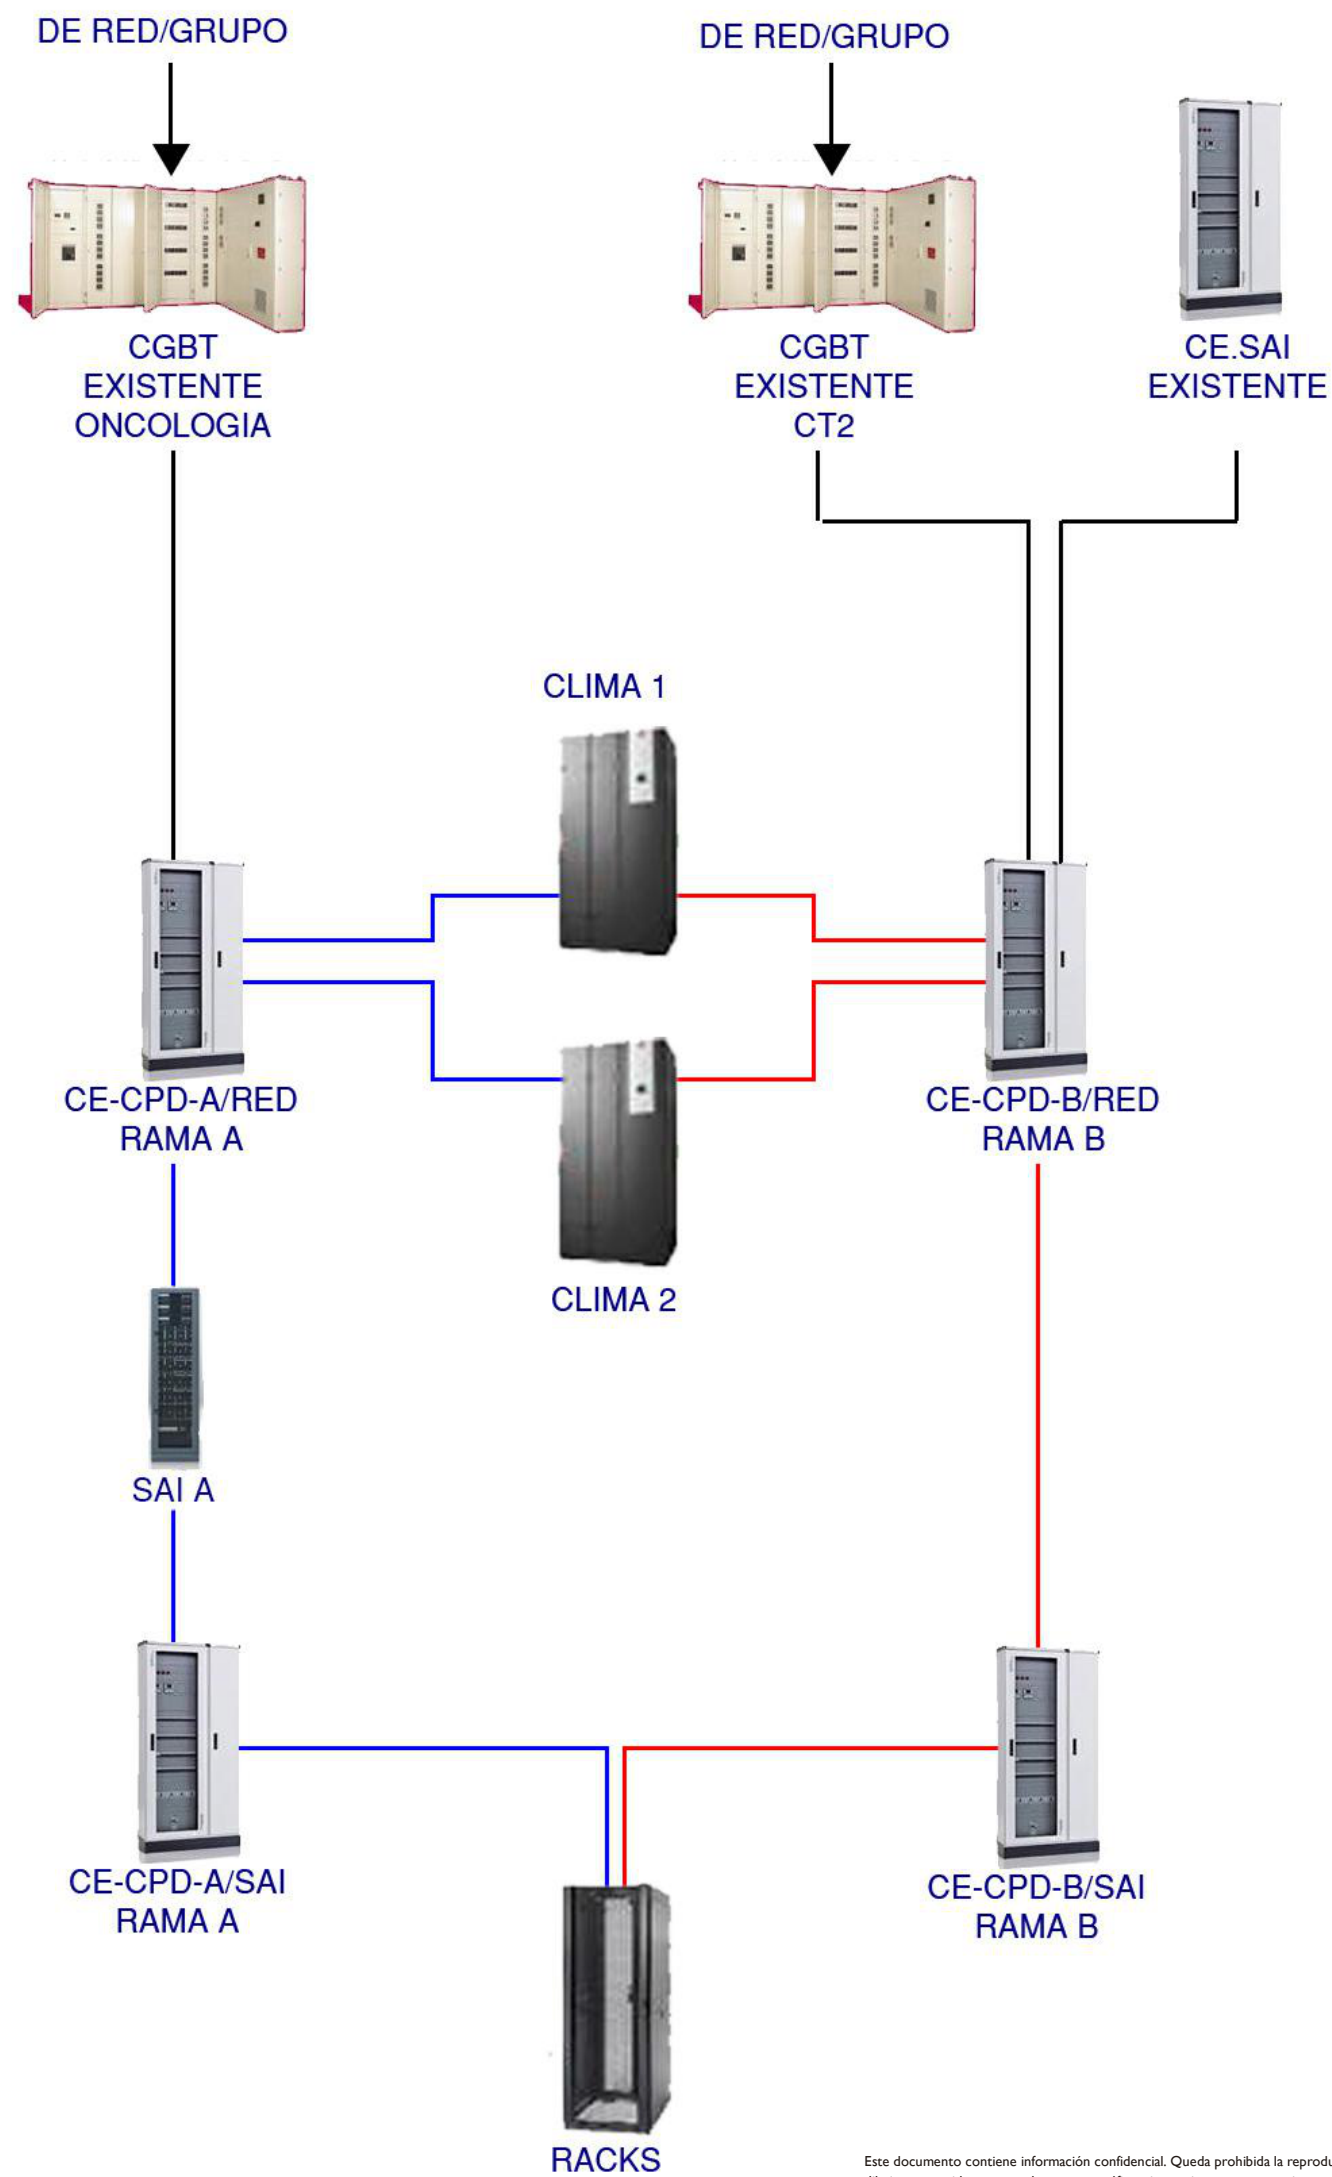 DE RED/GRUPO
DE RED/GRUPO
CGBT
EXISTENTE
ONCOLOGIA
CGBT
EXISTENTE
CT2
CE.SAI
EXISTENTE
CLIMA 1
CE-CPD-A/RED
RAMA A
CE-CPD-B/RED
RAMA B
CLIMA 2
SAI A
CE-CPD-A/SAI
RAMA A
CE-CPD-B/SAI
RAMA B
RACKS
Este documento contiene información confidencial. Queda prohibida la reprodu